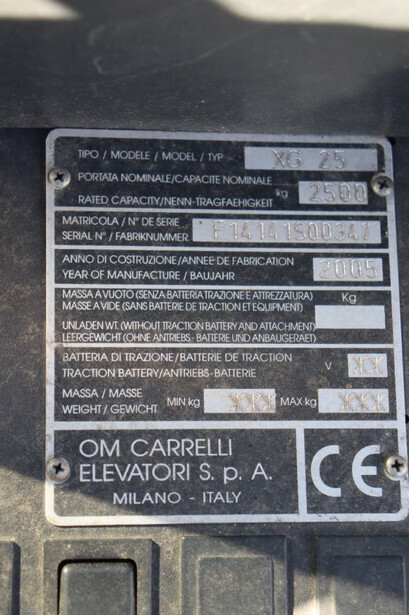 TIPO / MODELE / MODEL / TYP XG 25
PORTATA NOMINALE/CAPACITE NOMINALE
RATED CAPACITY/NENN-TRAGFAEHIGKEIT kg 2500
MATRICOLA / N° DE SERIE
SERIAL N° / FABRIKNUMMER F14141S00347
ANNO DI COSTRUZIONE/ANNEE DE FABRICATION
YEAR OF MANUFACTURE / BAUJAHR 2005
MASSA A VUOTO (SENZA BATTERIA TRAZIONE E ATTREZZATURA) Kg
MASSE A VIDE (SANS BATTERIE DE TRACTION ET EQUIPMENT)
UNLADEN WT. (WITHOUT TRACTION BATTERY AND ATTACHMENT)
LEERGEWICHT (OHNE ANTRIEBS - BATTERIE UND ANBAUGERAET)
BATTERIA DI TRAZIONE/BATTERIE DE TRACTION
TRACTION BATTERY/ANTRIEBS-BATTERIE V XX
MASSA / MASSE
WEIGHT / GEWICHT MIN kg XXX MAX kg XXX
OM CARRELLI
ELEVATORI S. p. A.
MILANO - ITALY
CE